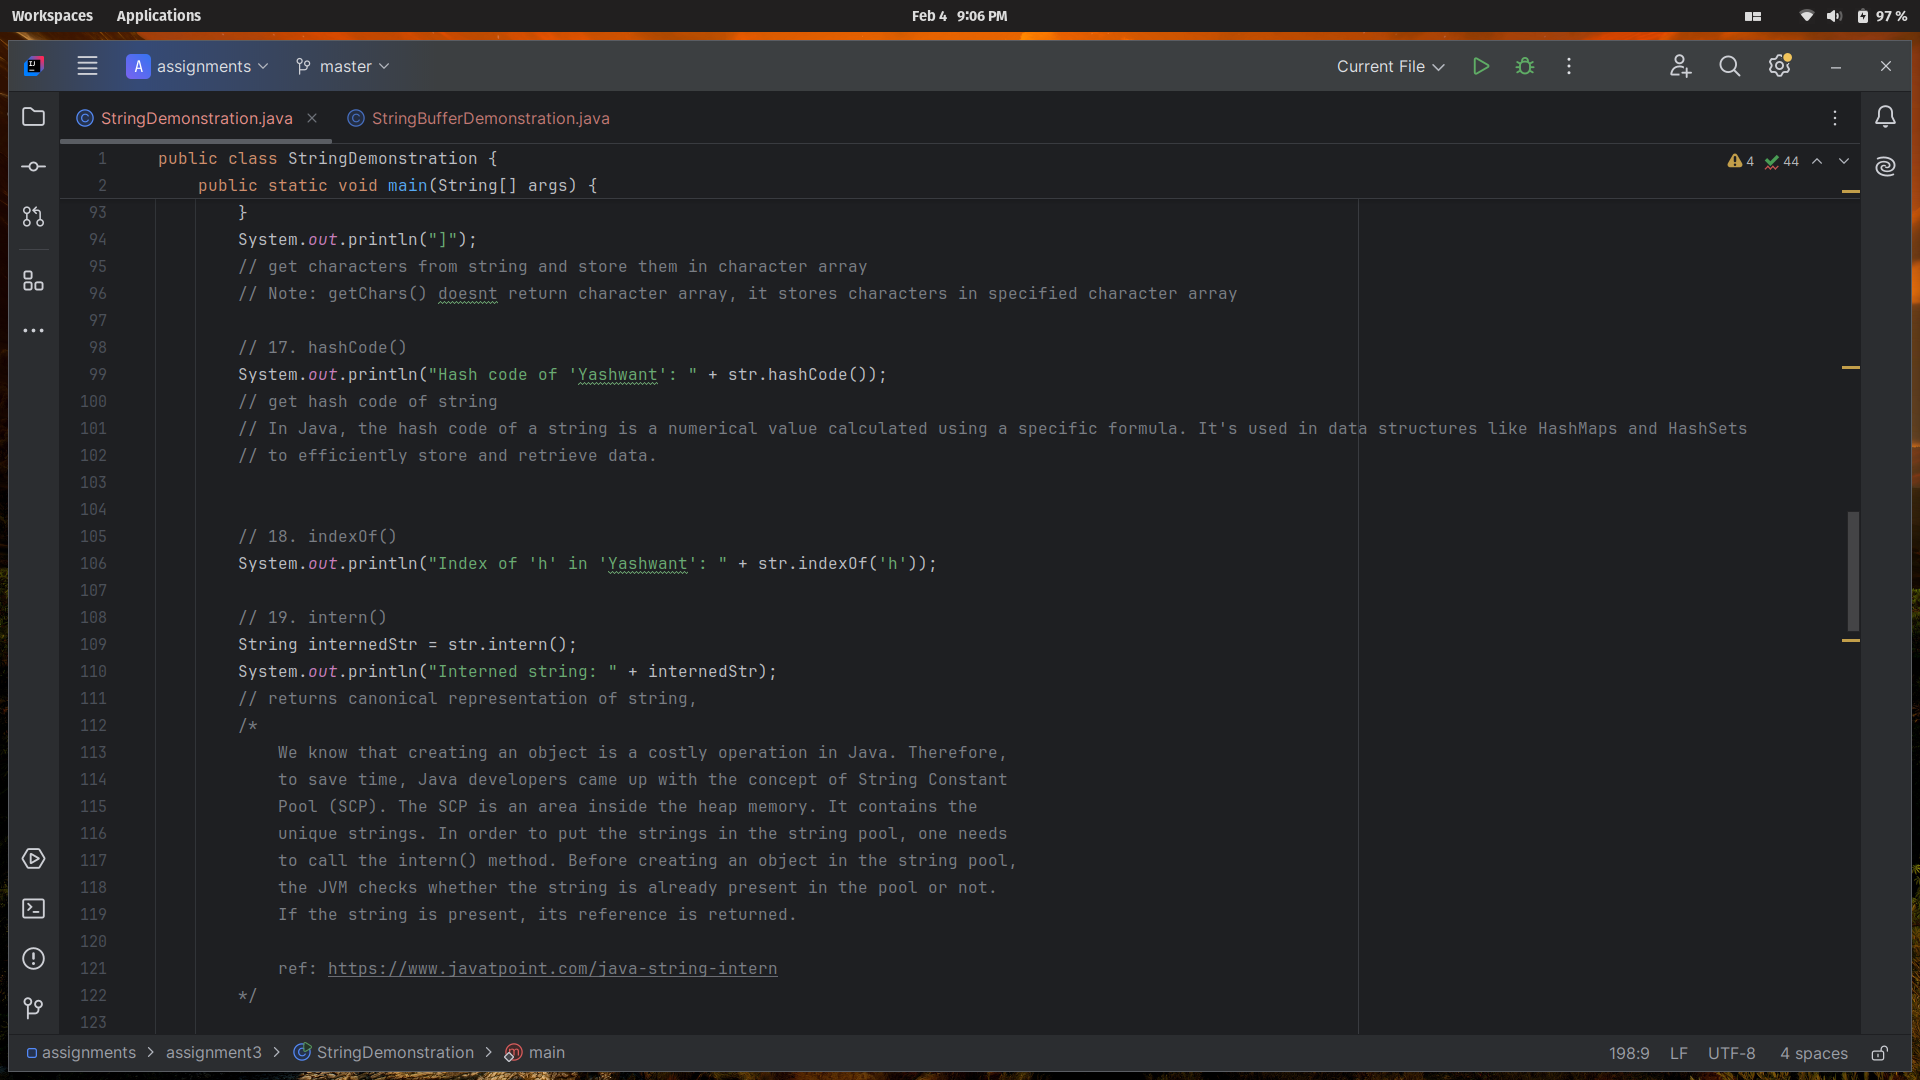 Workspaces Applications Feb 4 9:06 PM 97 %
A assignments master Current File
StringDemonstration.java StringBufferDemonstration.java
1 public class StringDemonstration { 4 44
2 public static void main(String[] args) {
93 }
94 System.out.println("]");
95 // get characters from string and store them in character array
96 // Note: getChars() doesnt return character array, it stores characters in specified character array
97
98 // 17. hashCode()
99 System.out.println("Hash code of 'Yashwant': " + str.hashCode());
100 // get hash code of string
101 // In Java, the hash code of a string is a numerical value calculated using a specific formula. It's used in data structures like HashMaps and HashSets
102 // to efficiently store and retrieve data.
103
104
105 // 18. indexOf()
106 System.out.println("Index of 'h' in 'Yashwant': " + str.indexOf('h'));
107
108 // 19. intern()
109 String internedStr = str.intern();
110 System.out.println("Interned string: " + internedStr);
111 // returns canonical representation of string,
112 /*
113 We know that creating an object is a costly operation in Java. Therefore,
114 to save time, Java developers came up with the concept of String Constant
115 Pool (SCP). The SCP is an area inside the heap memory. It contains the
116 unique strings. In order to put the strings in the string pool, one needs
117 to call the intern() method. Before creating an object in the string pool,
118 the JVM checks whether the string is already present in the pool or not.
119 If the string is present, its reference is returned.
120
121 ref: https://www.javatpoint.com/java-string-intern
122 */
123
assignments > assignment3 > StringDemonstration > main 198:9 LF UTF-8 4 spaces